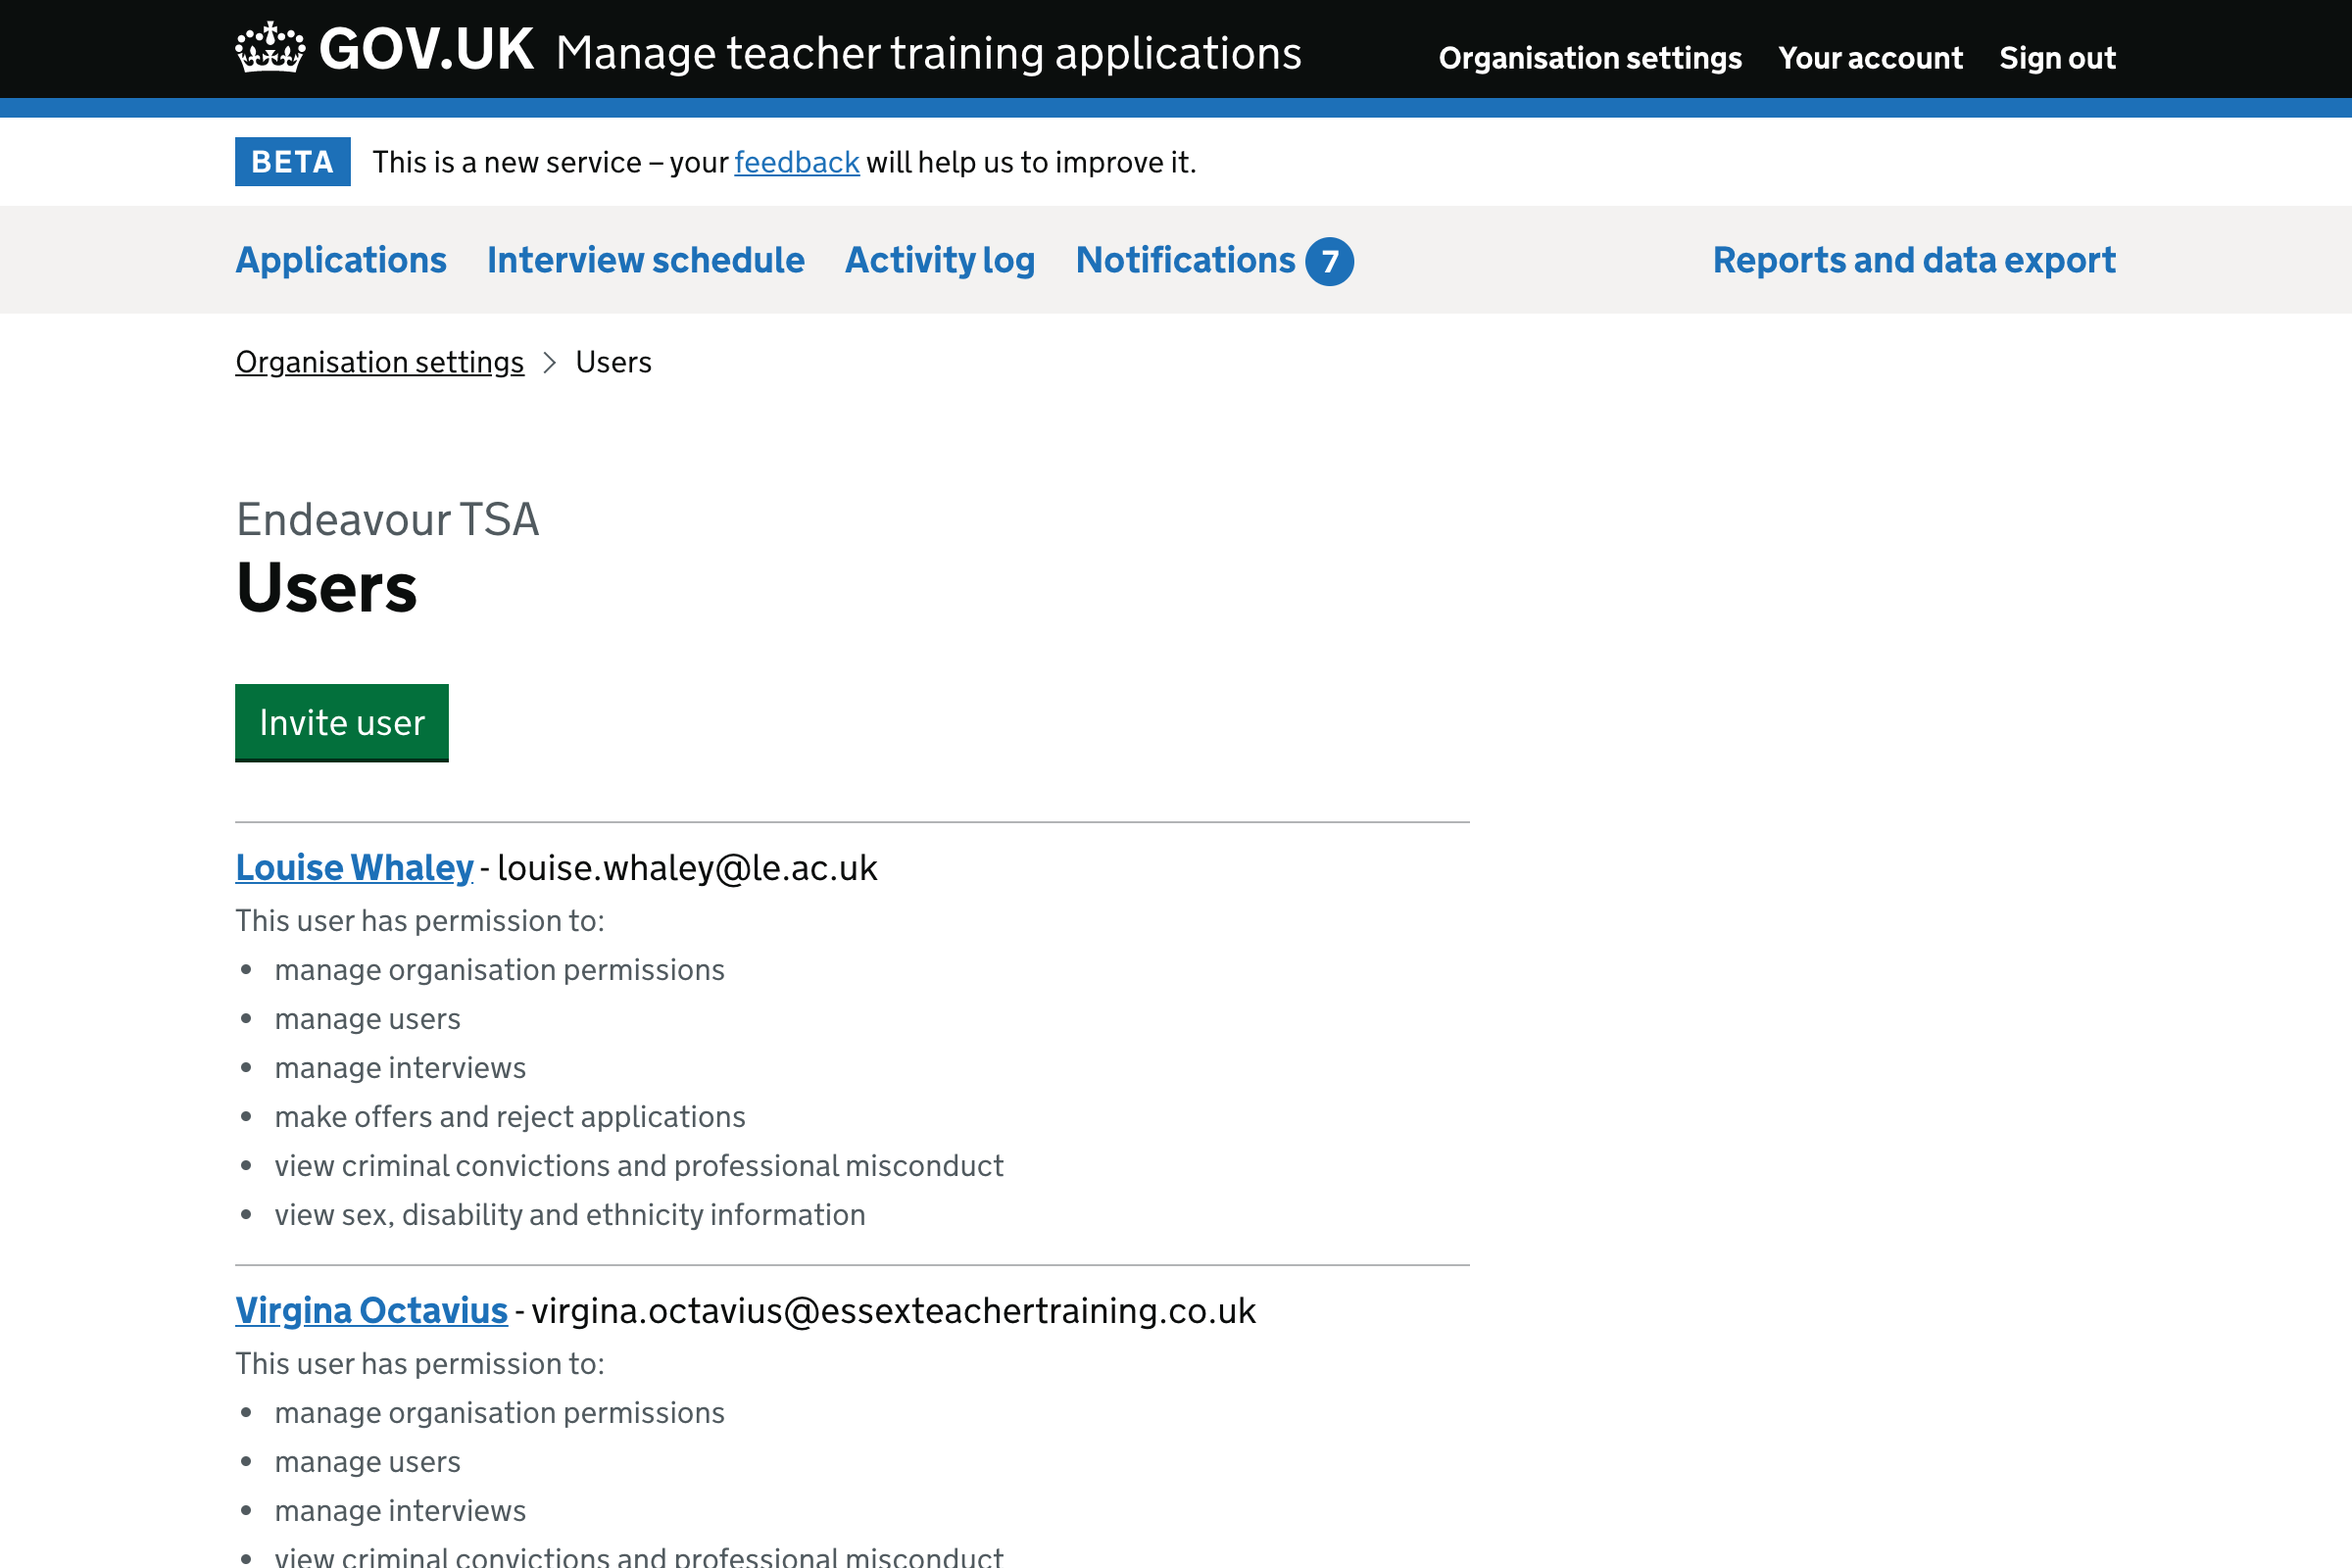 GOV.UK Manage teacher training applications Organisation settings Your account Sign out
BETA This is a new service – your feedback will help us to improve it.
Applications Interview schedule Activity log Notifications 7 Reports and data export
Organisation settings > Users
Endeavour TSA
Users
Invite user
Louise Whaley - louise.whaley@le.ac.uk
This user has permission to:
• manage organisation permissions
• manage users
• manage interviews
• make offers and reject applications
• view criminal convictions and professional misconduct
• view sex, disability and ethnicity information
Virgina Octavius - virgina.octavius@essexteachertraining.co.uk
This user has permission to:
• manage organisation permissions
• manage users
• manage interviews
• view criminal convictions and professional misconduct